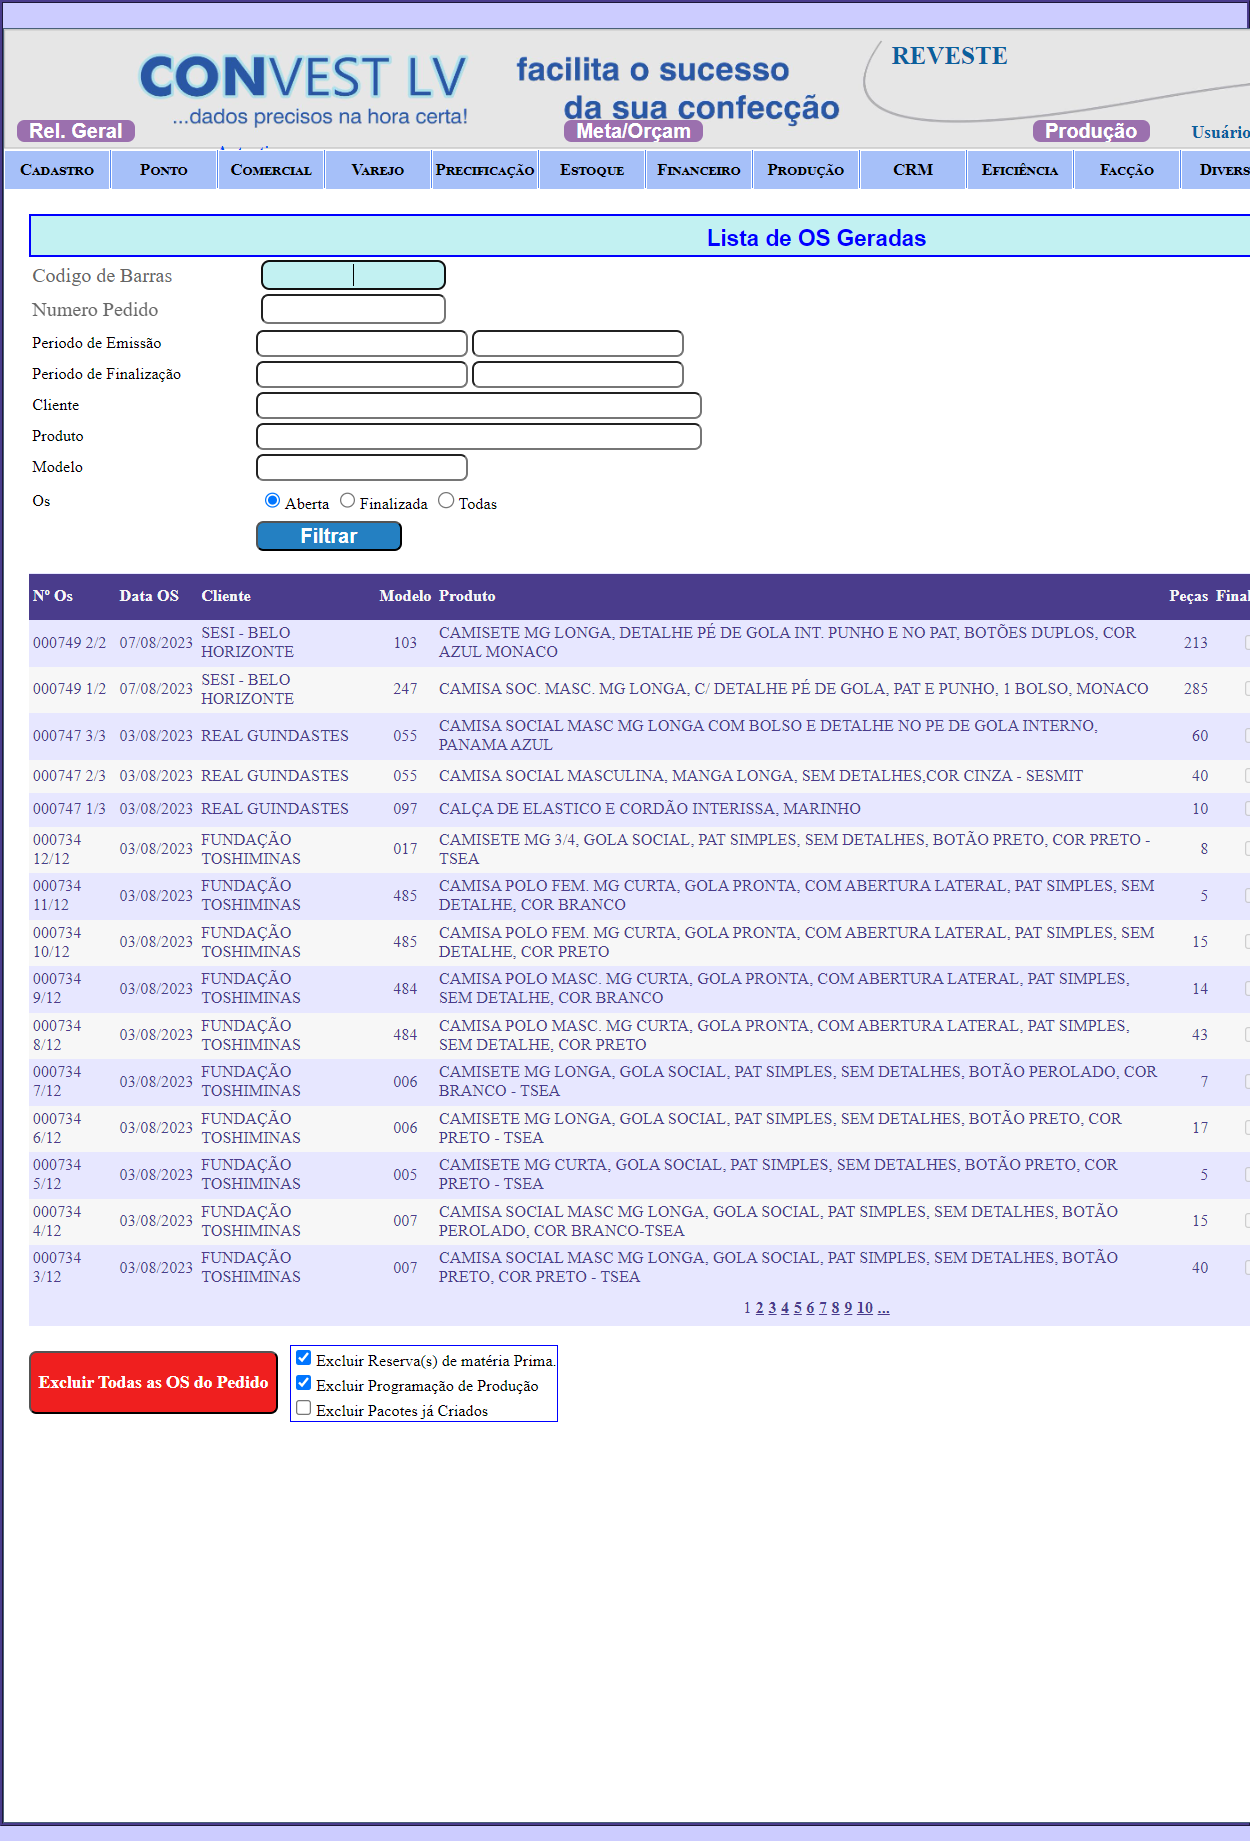 CONVEST LV
...dados precisos na hora certa!
facilita o sucesso
da sua confecção
REVESTE
Rel. Geral
Meta/Orçam
Produção
Usuário
Cadastro
Ponto
Comercial
Varejo
Precificação
Estoque
Financeiro
Produção
CRM
Eficiência
Facção
Divers
Lista de OS Geradas
Codigo de Barras
Numero Pedido
Periodo de Emissão
Periodo de Finalização
Cliente
Produto
Modelo
Os Aberta Finalizada Todas
Filtrar
Nº Os Data OS Cliente Modelo Produto Peças Final
000749 2/2 07/08/2023 SESI - BELO HORIZONTE 103 CAMISETE MG LONGA, DETALHE PÉ DE GOLA INT. PUNHO E NO PAT, BOTÕES DUPLOS, COR AZUL MONACO 213
000749 1/2 07/08/2023 SESI - BELO HORIZONTE 247 CAMISA SOC. MASC. MG LONGA, C/ DETALHE PÉ DE GOLA, PAT E PUNHO, 1 BOLSO, MONACO 285
000747 3/3 03/08/2023 REAL GUINDASTES 055 CAMISA SOCIAL MASC MG LONGA COM BOLSO E DETALHE NO PE DE GOLA INTERNO, PANAMA AZUL 60
000747 2/3 03/08/2023 REAL GUINDASTES 055 CAMISA SOCIAL MASCULINA, MANGA LONGA, SEM DETALHES,COR CINZA - SESMIT 40
000747 1/3 03/08/2023 REAL GUINDASTES 097 CALÇA DE ELASTICO E CORDÃO INTERISSA, MARINHO 10
000734 12/12 03/08/2023 FUNDAÇÃO TOSHIMINAS 017 CAMISETE MG 3/4, GOLA SOCIAL, PAT SIMPLES, SEM DETALHES, BOTÃO PRETO, COR PRETO - TSEA 8
000734 11/12 03/08/2023 FUNDAÇÃO TOSHIMINAS 485 CAMISA POLO FEM. MG CURTA, GOLA PRONTA, COM ABERTURA LATERAL, PAT SIMPLES, SEM DETALHE, COR BRANCO 5
000734 10/12 03/08/2023 FUNDAÇÃO TOSHIMINAS 485 CAMISA POLO FEM. MG CURTA, GOLA PRONTA, COM ABERTURA LATERAL, PAT SIMPLES, SEM DETALHE, COR PRETO 15
000734 9/12 03/08/2023 FUNDAÇÃO TOSHIMINAS 484 CAMISA POLO MASC. MG CURTA, GOLA PRONTA, COM ABERTURA LATERAL, PAT SIMPLES, SEM DETALHE, COR BRANCO 14
000734 8/12 03/08/2023 FUNDAÇÃO TOSHIMINAS 484 CAMISA POLO MASC. MG CURTA, GOLA PRONTA, COM ABERTURA LATERAL, PAT SIMPLES, SEM DETALHE, COR PRETO 43
000734 7/12 03/08/2023 FUNDAÇÃO TOSHIMINAS 006 CAMISETE MG LONGA, GOLA SOCIAL, PAT SIMPLES, SEM DETALHES, BOTÃO PEROLADO, COR BRANCO - TSEA 7
000734 6/12 03/08/2023 FUNDAÇÃO TOSHIMINAS 006 CAMISETE MG LONGA, GOLA SOCIAL, PAT SIMPLES, SEM DETALHES, BOTÃO PRETO, COR PRETO - TSEA 17
000734 5/12 03/08/2023 FUNDAÇÃO TOSHIMINAS 005 CAMISETE MG CURTA, GOLA SOCIAL, PAT SIMPLES, SEM DETALHES, BOTÃO PRETO, COR PRETO - TSEA 5
000734 4/12 03/08/2023 FUNDAÇÃO TOSHIMINAS 007 CAMISA SOCIAL MASC MG LONGA, GOLA SOCIAL, PAT SIMPLES, SEM DETALHES, BOTÃO PEROLADO, COR BRANCO-TSEA 15
000734 3/12 03/08/2023 FUNDAÇÃO TOSHIMINAS 007 CAMISA SOCIAL MASC MG LONGA, GOLA SOCIAL, PAT SIMPLES, SEM DETALHES, BOTÃO PRETO, COR PRETO - TSEA 40
1 2 3 4 5 6 7 8 9 10 ...
Excluir Todas as OS do Pedido
Excluir Reserva(s) de matéria Prima.
Excluir Programação de Produção
Excluir Pacotes já Criados